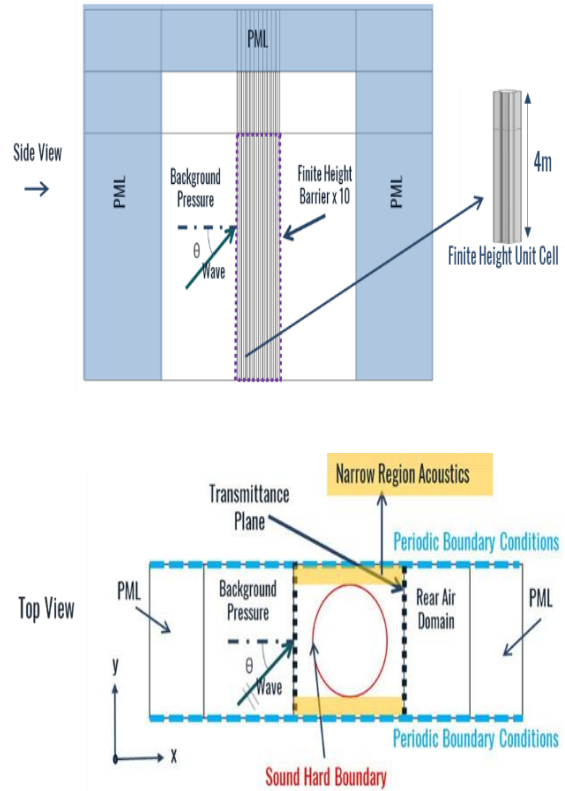 PML
Side View
PML
Background
Pressure
θ
Wave
Finite Height
Barrier x 10
PML
4m
Finite Height Unit Cell
Narrow Region Acoustics
Transmittance
Plane
Periodic Boundary Conditions
Top View
PML
Background
Pressure
θ
Wave
Rear Air
Domain
PML
y
x
Periodic Boundary Conditions
Sound Hard Boundary